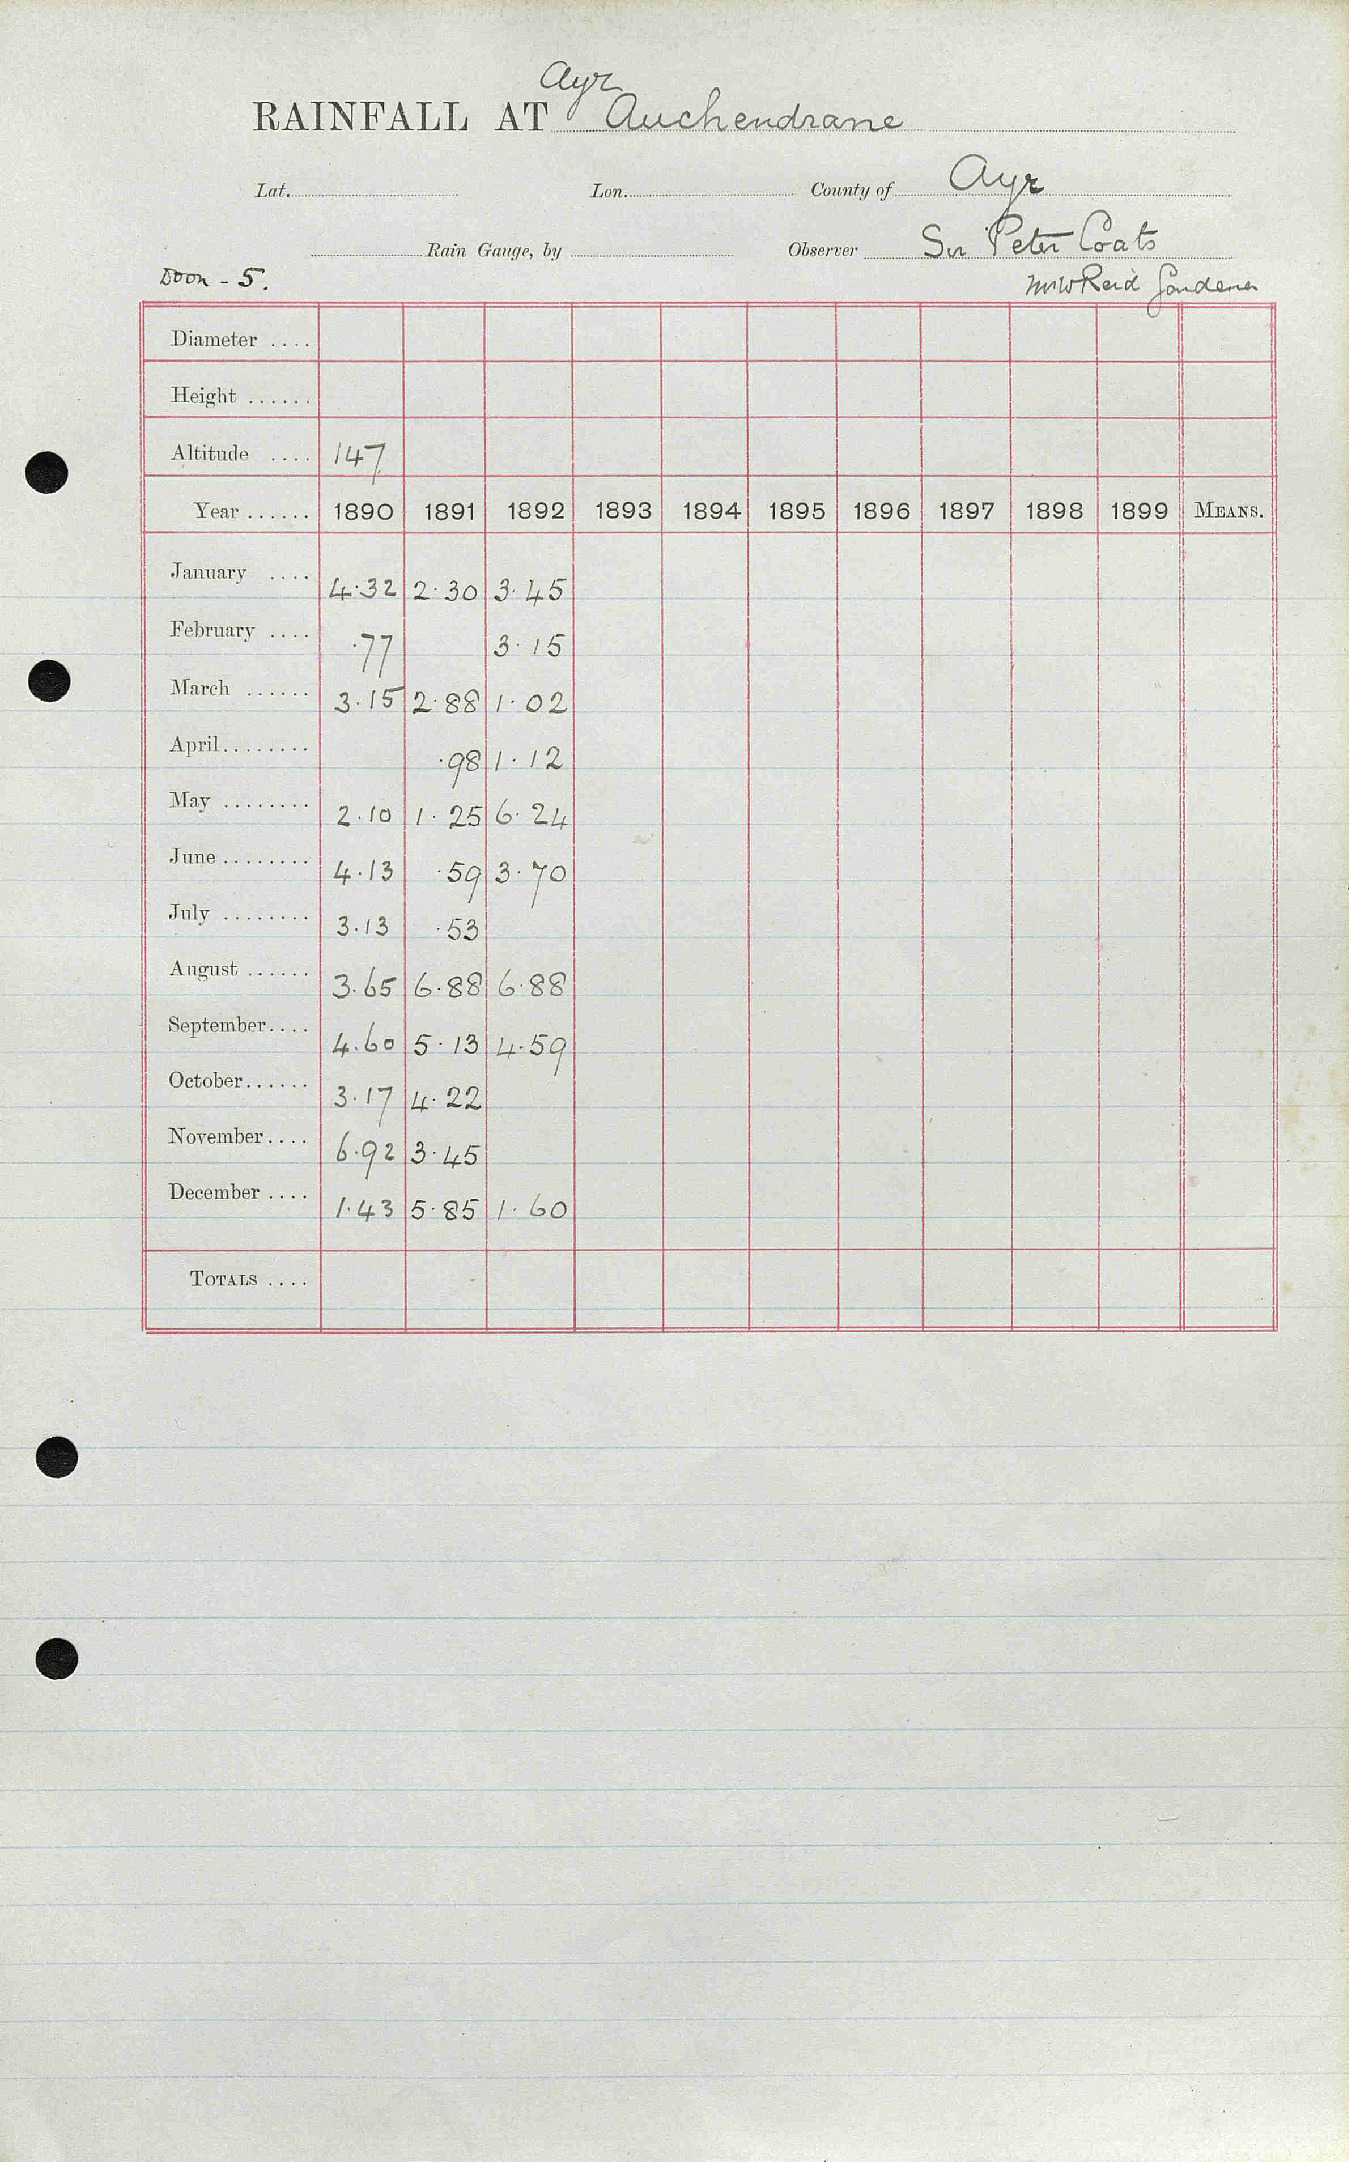 Ayr
RAINFALL AT Auchendrane
Lat. Lon. County of Ayr
Rain Gauge, by Observer Sir Peter Coats
Doon - 5. Mr W Reid Gardener
Diameter ....
Height ......
Altitude .... 147
Year ...... 1890 1891 1892 1893 1894 1895 1896 1897 1898 1899 MEANS.
January .... 4.32 2.30 3.45
February .... .77 3.15
March ...... 3.15 2.88 1.02
April........ .98 1.12
May ........ 2.10 1.25 6.24
June ........ 4.13 .59 3.70
July ........ 3.13 .53
August ...... 3.65 6.88 6.88
September.... 4.60 5.13 4.59
October...... 3.17 4.22
November.... 6.92 3.45
December .... 1.43 5.85 1.60
TOTALS ....